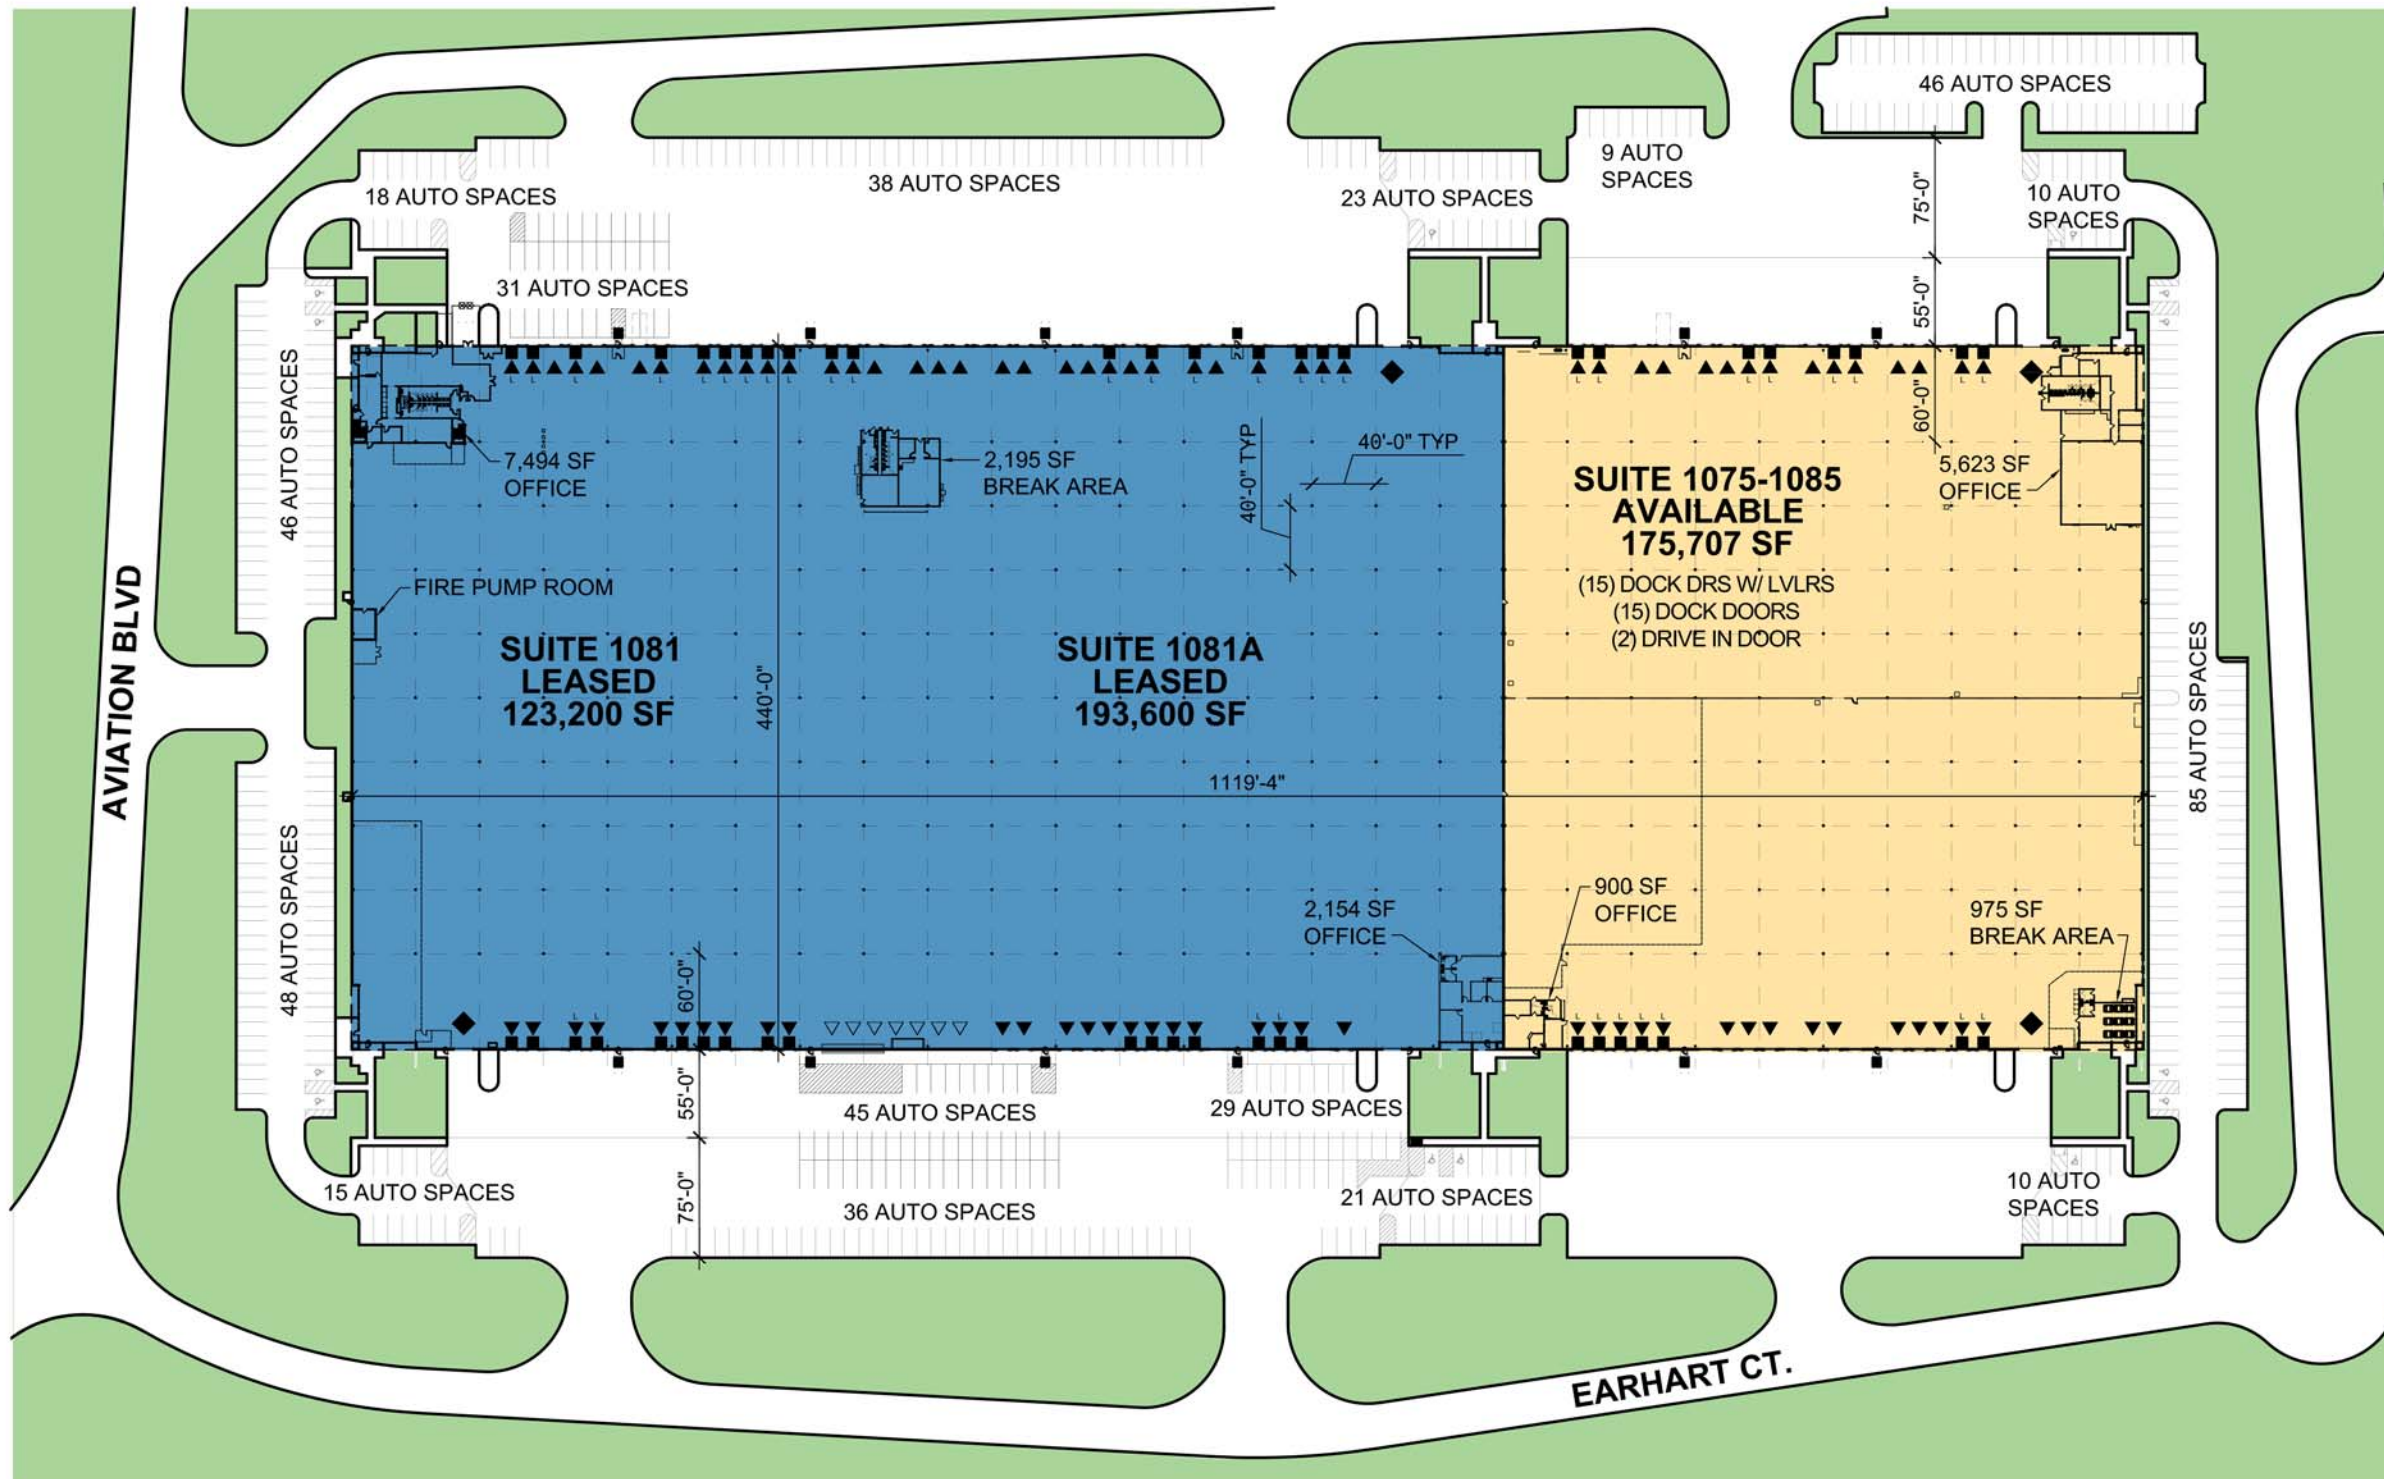 46 AUTO SPACES
9 AUTO
SPACES
38 AUTO SPACES
18 AUTO SPACES
23 AUTO SPACES
10 AUTO
SPACES
75'-0"
31 AUTO SPACES
55'-0"
60'-0"
46 AUTO SPACES
7,494 SF
OFFICE
2,195 SF
BREAK AREA
40'-0" TYP
40'-0" TYP
5,623 SF
OFFICE
SUITE 1075-1085
AVAILABLE
175,707 SF
(15) DOCK DRS W/ LVLRS
(15) DOCK DOORS
(2) DRIVE IN DOOR
FIRE PUMP ROOM
AVIATION BLVD
SUITE 1081
LEASED
123,200 SF
440'-0"
SUITE 1081A
LEASED
193,600 SF
1119'-4"
85 AUTO SPACES
48 AUTO SPACES
2,154 SF
OFFICE
900 SF
OFFICE
975 SF
BREAK AREA
60'-0"
55'-0"
45 AUTO SPACES
29 AUTO SPACES
15 AUTO SPACES
75'-0"
36 AUTO SPACES
21 AUTO SPACES
10 AUTO
SPACES
EARHART CT.